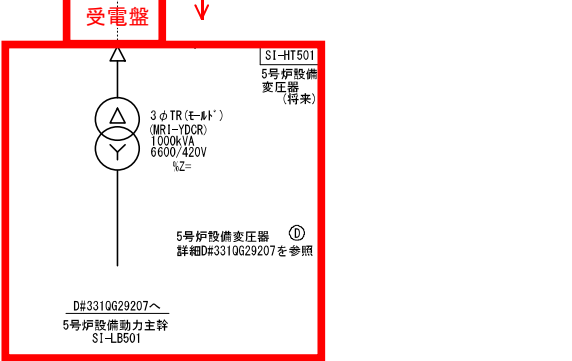 受電盤
SI-HT501
5号炉設備
変圧器
(将来)
3φTR(ﾓｰﾙﾄﾞ)
(MRI-YDCR)
1000kVA
6600/420V
%Z=
5号炉設備変圧器 Ⓓ
詳細D#331QG29207を参照
D#331QG29207へ
5号炉設備動力主幹
SI-LB501